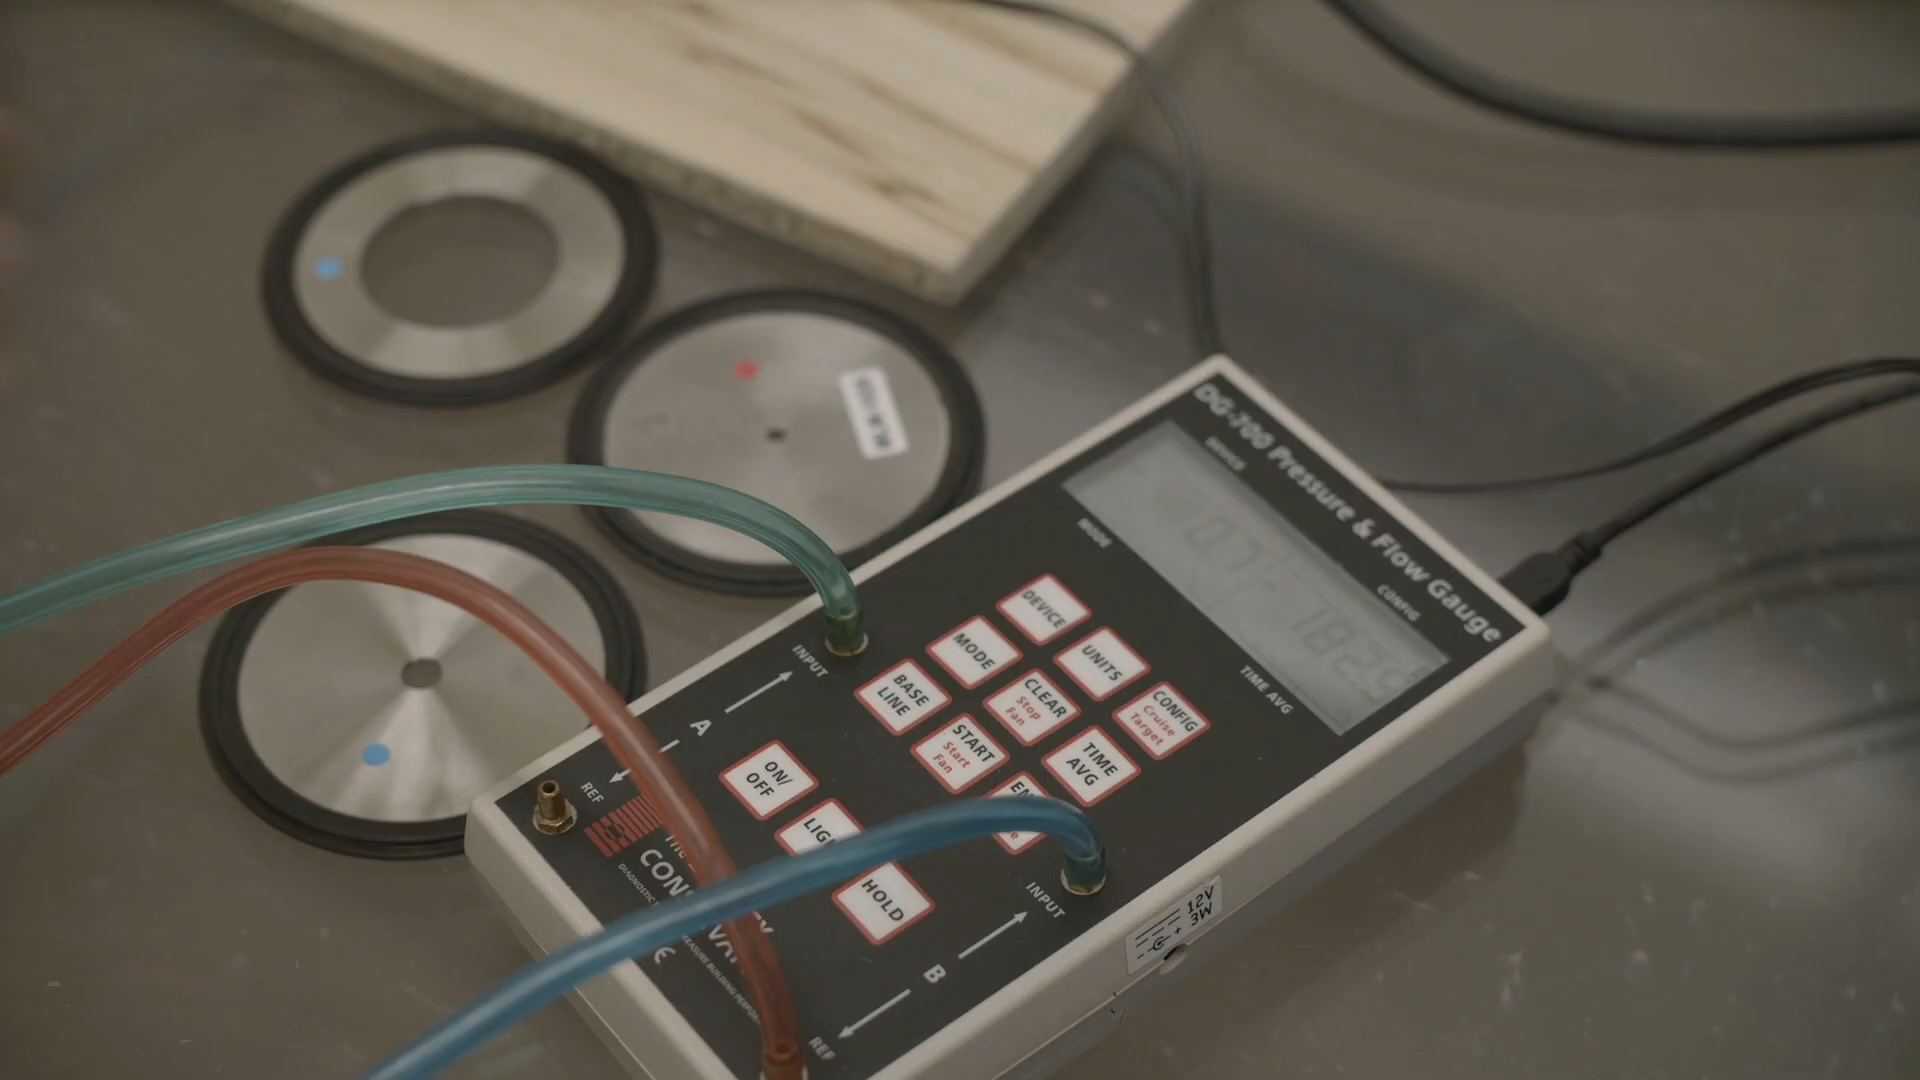 DG-700 Pressure & Flow Gauge
DEVICE
CONFIG
MODE
TIME AVG
DEVICE
UNITS
CONFIG
Cruise
Target
MODE
CLEAR
Stop
Fan
TIME
AVG
BASE
LINE
START
Start
Fan
ON/
OFF
HOLD
INPUT
A
REF
INPUT
B
REF
12V
3W
CE